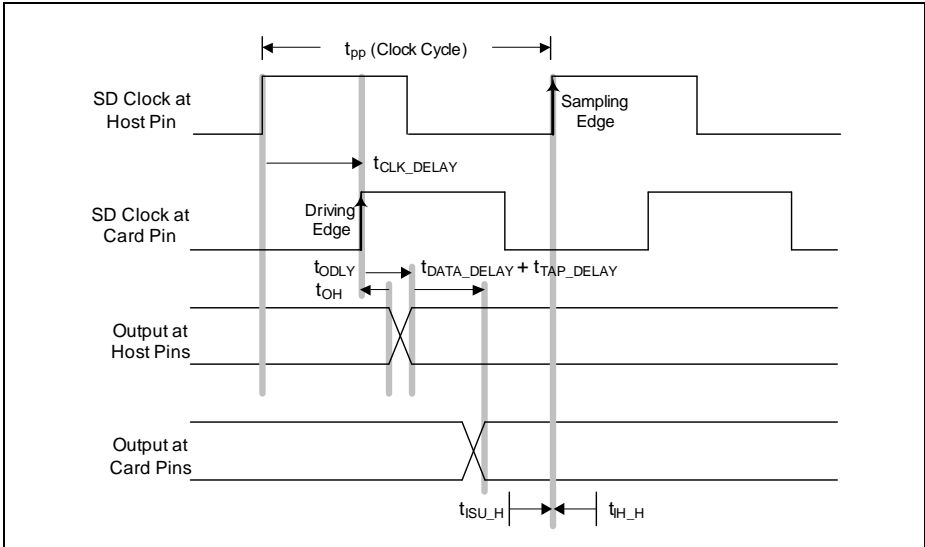 tpp (Clock Cycle)
SD Clock at
Host Pin
Sampling
Edge
tCLK_DELAY
SD Clock at
Card Pin
Driving
Edge
tODLY
tDATA_DELAY + tTAP_DELAY
tOH
Output at
Host Pins
Output at
Card Pins
tISU_H
tIH_H